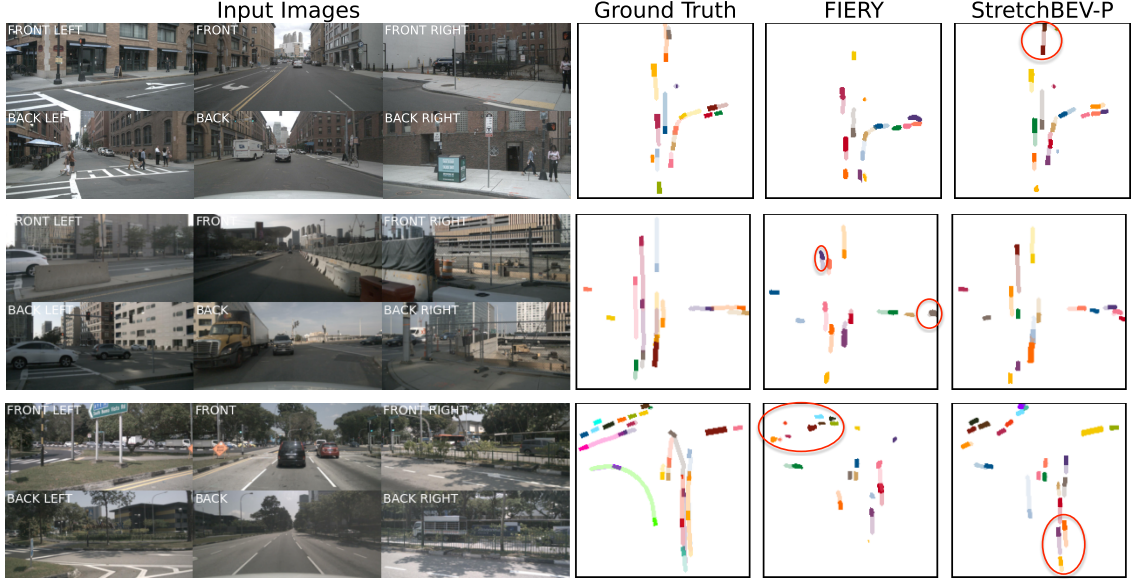 Input Images Ground Truth FIERY StretchBEV-P
FRONT LEFT FRONT FRONT RIGHT
BACK LEF BACK BACK RIGHT
FRONT LEFT FRONT FRONT RIGHT
BACK LEFT BACK BACK RIGHT
FRONT LEFT FRONT FRONT RIGHT
BACK LEFT BACK BACK RIGHT